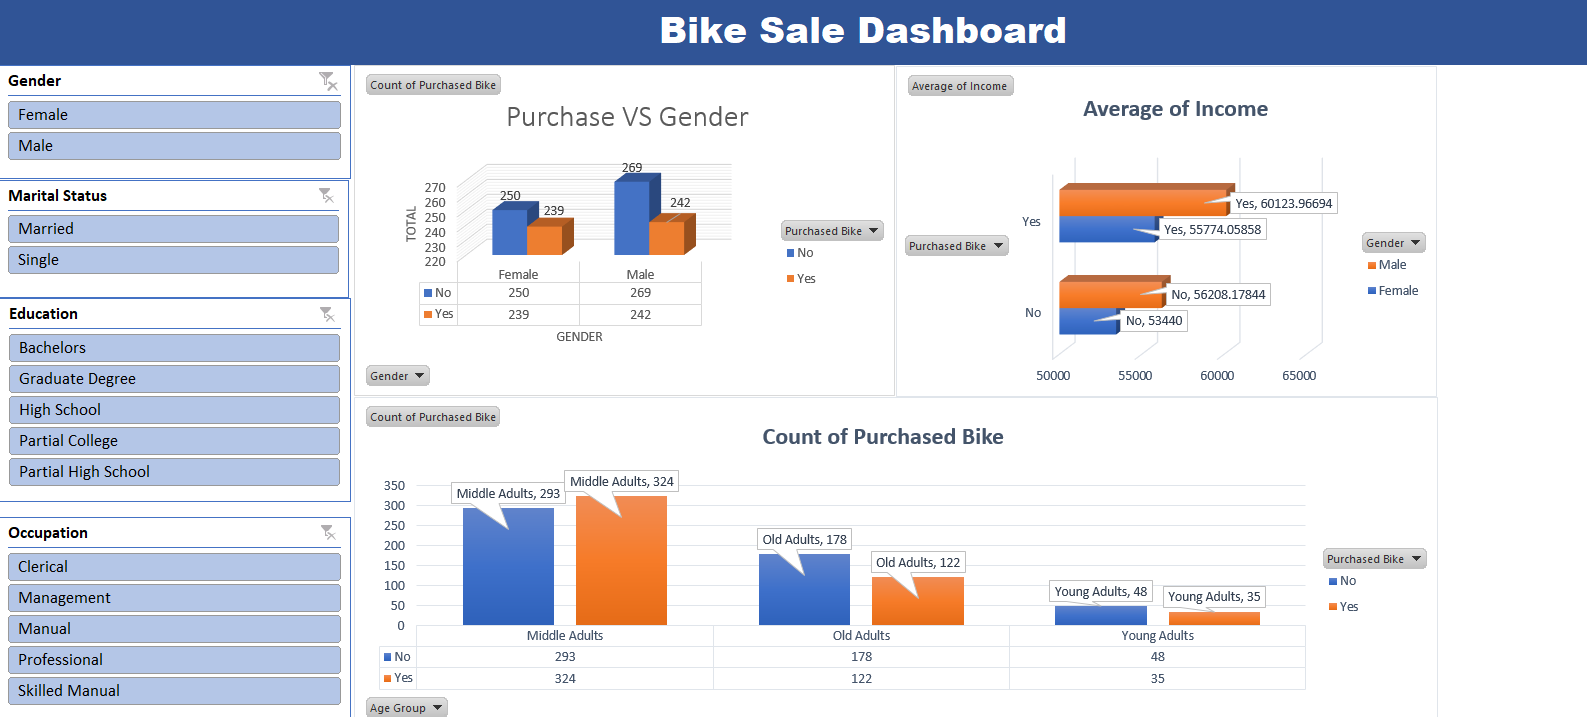 Bike Sale Dashboard
Gender
Female
Male
Marital Status
Married
Single
Education
Bachelors
Graduate Degree
High School
Partial College
Partial High School
Occupation
Clerical
Management
Manual
Professional
Skilled Manual
Count of Purchased Bike
Purchase VS Gender
TOTAL
270
260
250
240
230
220
250
239
269
242
Female Male
No 250 269
Yes 239 242
GENDER
Purchased Bike
No
Yes
Gender
Average of Income
Average of Income
Purchased Bike
Yes
No
Yes, 60123.96694
Yes, 55774.05858
No, 56208.17844
No, 53440
50000 55000 60000 65000
Gender
Male
Female
Count of Purchased Bike
Count of Purchased Bike
350
300
250
200
150
100
50
0
Middle Adults, 293
Middle Adults, 324
Old Adults, 178
Old Adults, 122
Young Adults, 48
Young Adults, 35
Middle Adults Old Adults Young Adults
No 293 178 48
Yes 324 122 35
Purchased Bike
No
Yes
Age Group